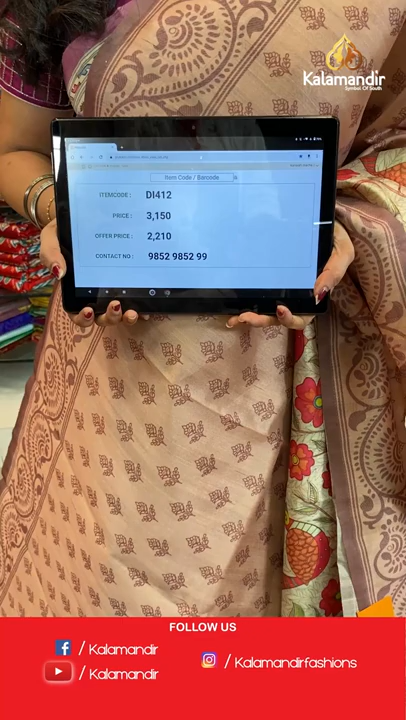 Kalamandir
Symbol Of South
Item Code / Barcode
ITEMCODE : DI412
PRICE : 3,150
OFFER PRICE : 2,210
CONTACT NO : 9852 9852 99
FOLLOW US
/ Kalamandir
/ Kalamandir
/ Kalamandirfashions